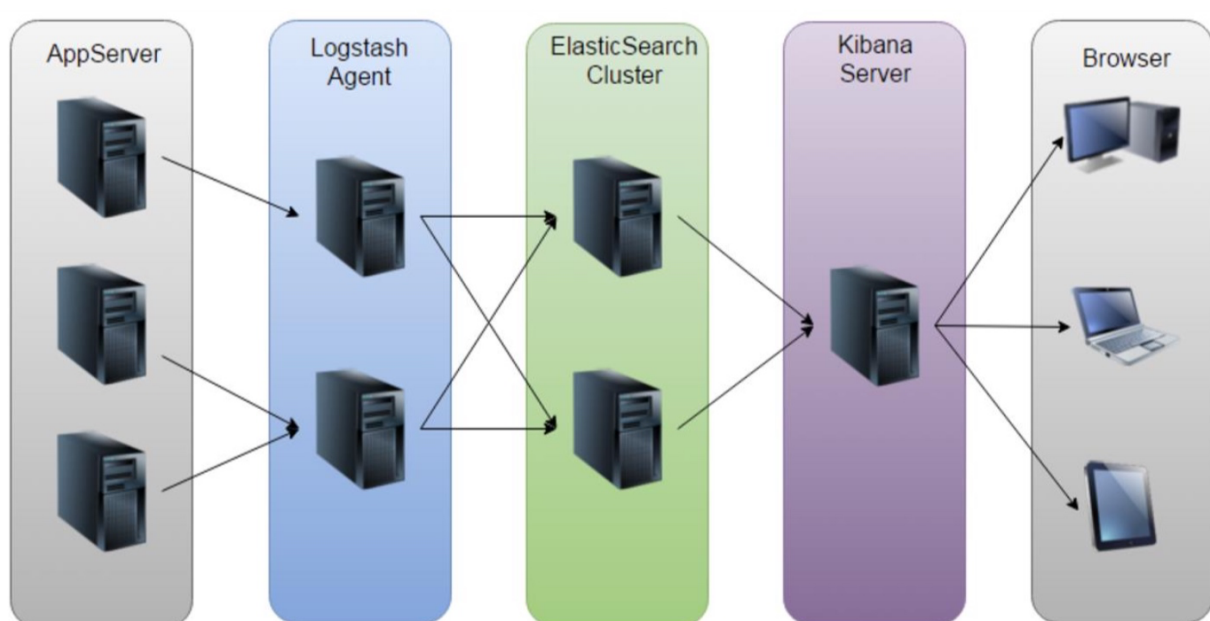 AppServer
Logstash
Agent
ElasticSearch
Cluster
Kibana
Server
Browser